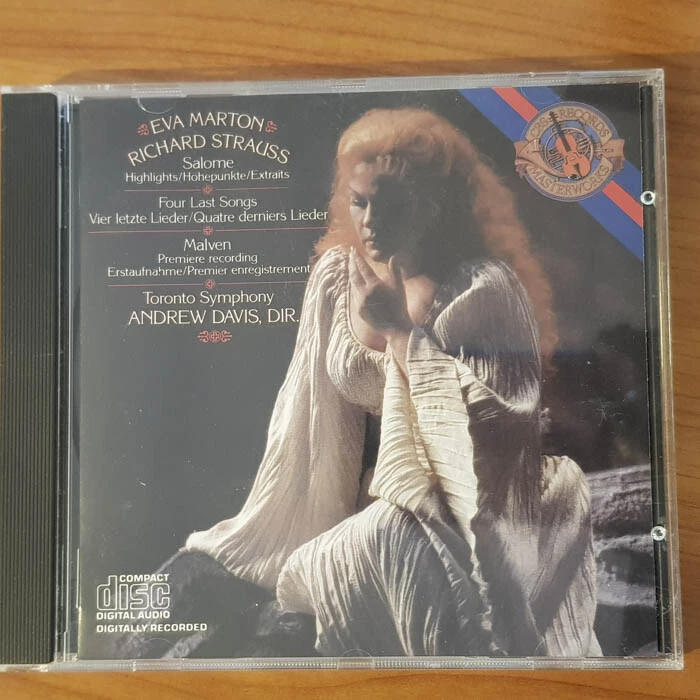 EVA MARTON
RICHARD STRAUSS
Salome
Highlights/Hohepunkte/Extraits
Four Last Songs
Vier letzte Lieder/Quatre derniers Lieder
Malven
Premiere recording
Erstaufnahme/Premier enregistrement
Toronto Symphony
ANDREW DAVIS, DIR.
CBS RECORDS
MASTERWORKS
COMPACT
disc
DIGITAL AUDIO
DIGITALLY RECORDED